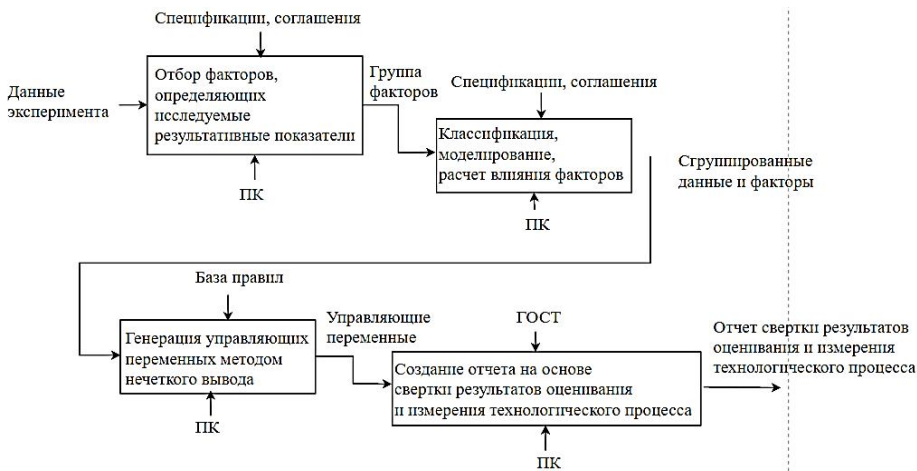 Спецификации, соглашения
Данные
эксперимента
Отбор факторов,
определяющих
исследуемые
результативные показатели
Группа
факторов
ПК
Спецификации, соглашения
Классификация,
моделирование,
расчет влияния факторов
ПК
Сгруппированные
данные и факторы
База правил
Генерация управляющих
переменных методом
нечеткого вывода
ПК
Управляющие
переменные
ГОСТ
Создание отчета на основе
свертки результатов оценивания
и измерения технологического процесса
ПК
Отчет свертки результатов
оценивания и измерения
технологического процесса